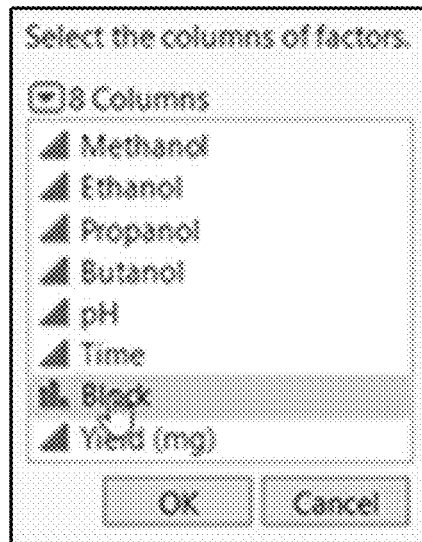 Select the columns of factors.
8 Columns
Methanol
Ethanol
Propanol
Butanol
pH
Time
Block
Yield (mg)
OK Cancel